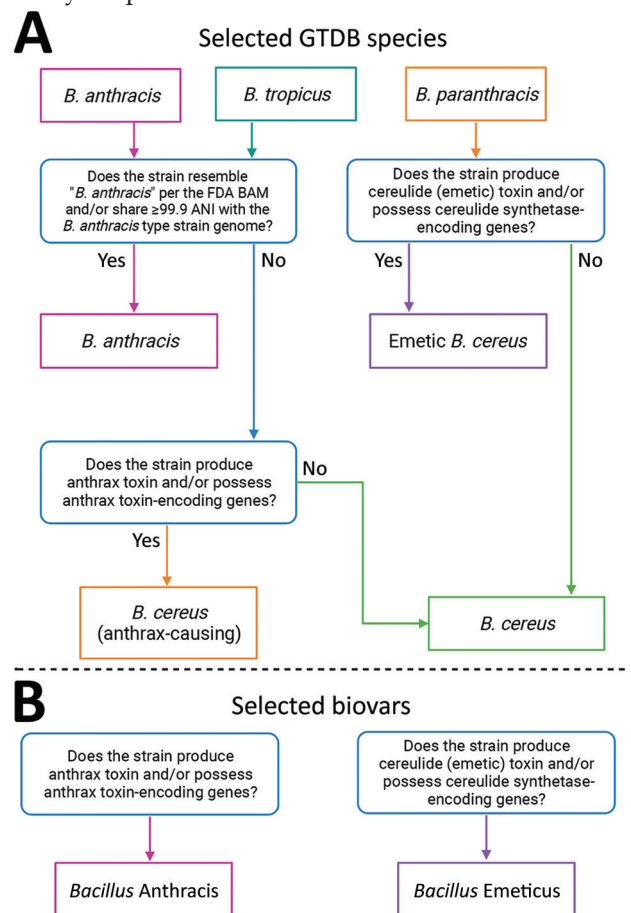 A
Selected GTDB species
B. anthracis
B. tropicus
B. paranthracis
Does the strain resemble
"B. anthracis" per the FDA BAM
and/or share ≥99.9 ANI with the
B. anthracis type strain genome?
Does the strain produce
cereulide (emetic) toxin and/or
possess cereulide synthetase-
encoding genes?
Yes
No
Yes
No
B. anthracis
Emetic B. cereus
Does the strain produce
anthrax toxin and/or possess
anthrax toxin-encoding genes?
No
Yes
B. cereus
(anthrax-causing)
B. cereus
B
Selected biovars
Does the strain produce
anthrax toxin and/or possess
anthrax toxin-encoding genes?
Does the strain produce
cereulide (emetic) toxin and/or
possess cereulide synthetase-
encoding genes?
Bacillus Anthracis
Bacillus Emeticus